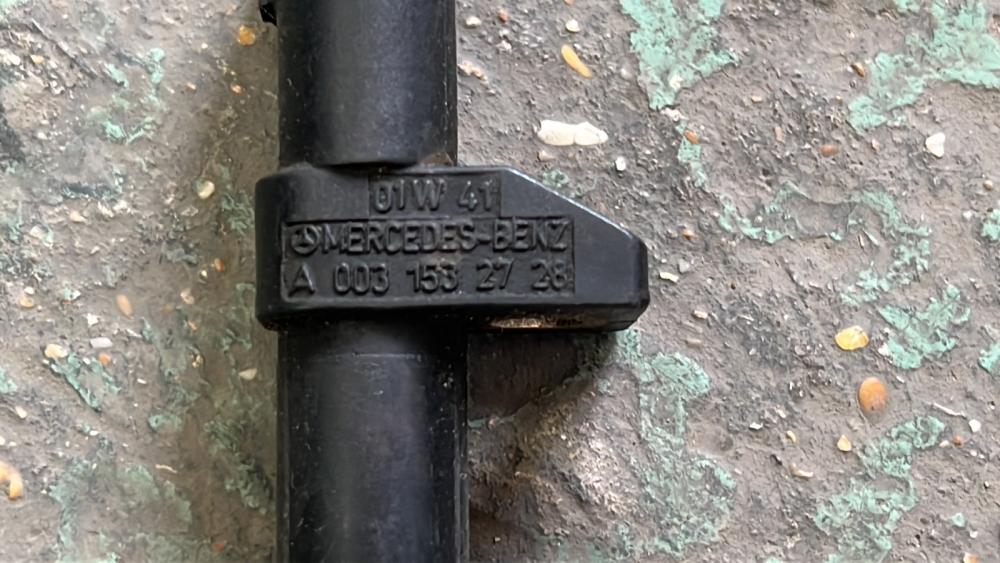 01W 41
MERCEDES-BENZ
A 003 153 27 28